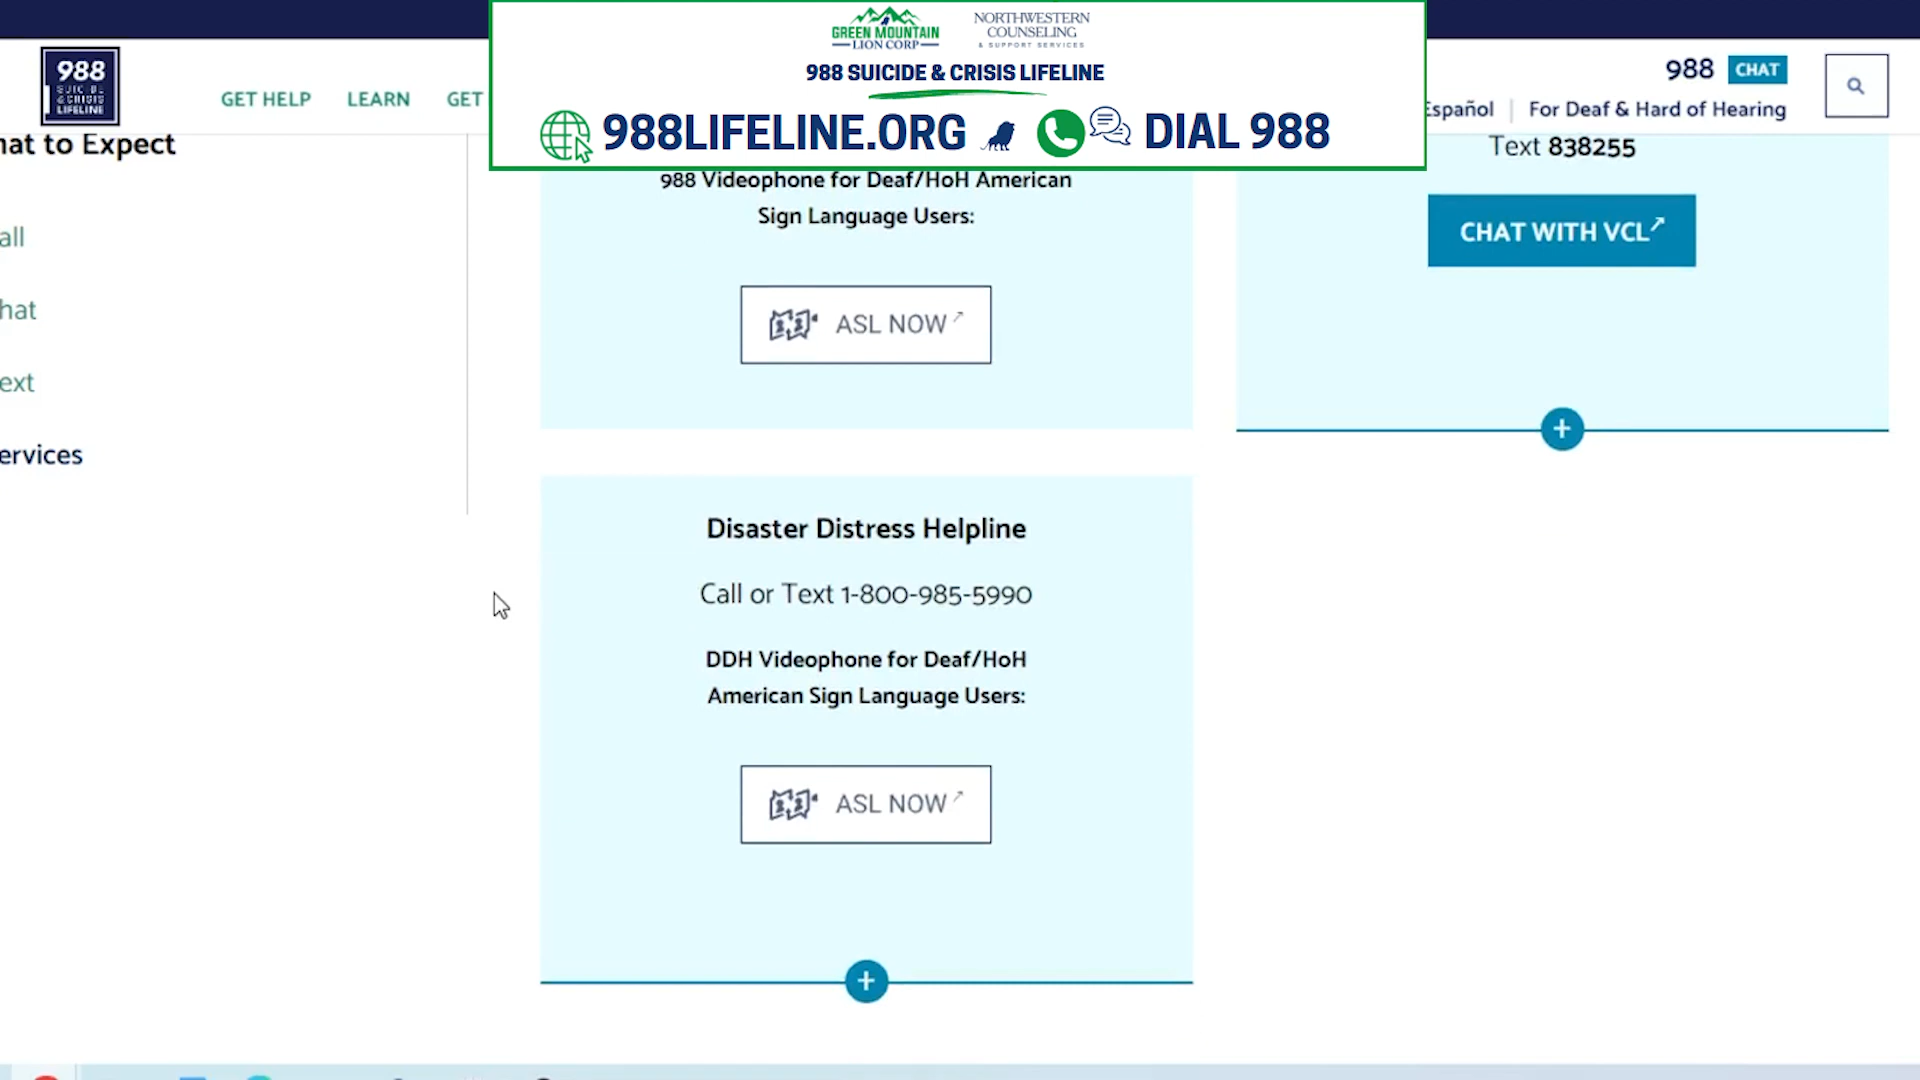 GREEN MOUNTAIN
LION CORP
NORTHWESTERN
COUNSELING
& SUPPORT SERVICES
988 SUICIDE & CRISIS LIFELINE
988LIFELINE.ORG
DIAL 988
988
SUICIDE
& CRISIS
LIFELINE
GET HELP
LEARN
GET
988 CHAT
Español
For Deaf & Hard of Hearing
hat to Expect
all
hat
ext
ervices
988 Videophone for Deaf/HoH American
Sign Language Users:
ASL NOW
Text 838255
CHAT WITH VCL
Disaster Distress Helpline
Call or Text 1-800-985-5990
DDH Videophone for Deaf/HoH
American Sign Language Users:
ASL NOW